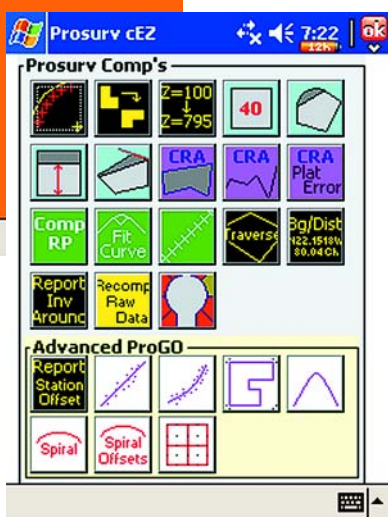 Prosurv cEZ 7:22 ok
12k
Prosurv Comp's
Z=100
Z=795
40
CRA
CRA
CRA
Plat
Error
Comp
RP
Fit
Curve
Traverse
Bg/Dist
N22.1518W
80.04Ch
Report
Inv
Around
Recomp
Raw
Data
Advanced ProGO
Report
Station
Offset
Spiral
Spiral
Offsets